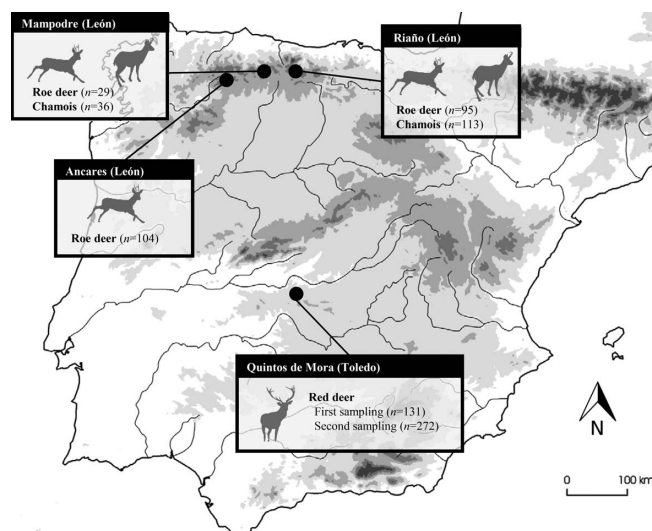 Mampodre (León)
Roe deer (n=29)
Chamois (n=36)
Riaño (León)
Roe deer (n=95)
Chamois (n=113)
Ancares (León)
Roe deer (n=104)
Quintos de Mora (Toledo)
Red deer
First sampling (n=131)
Second sampling (n=272)
N
0 100 km